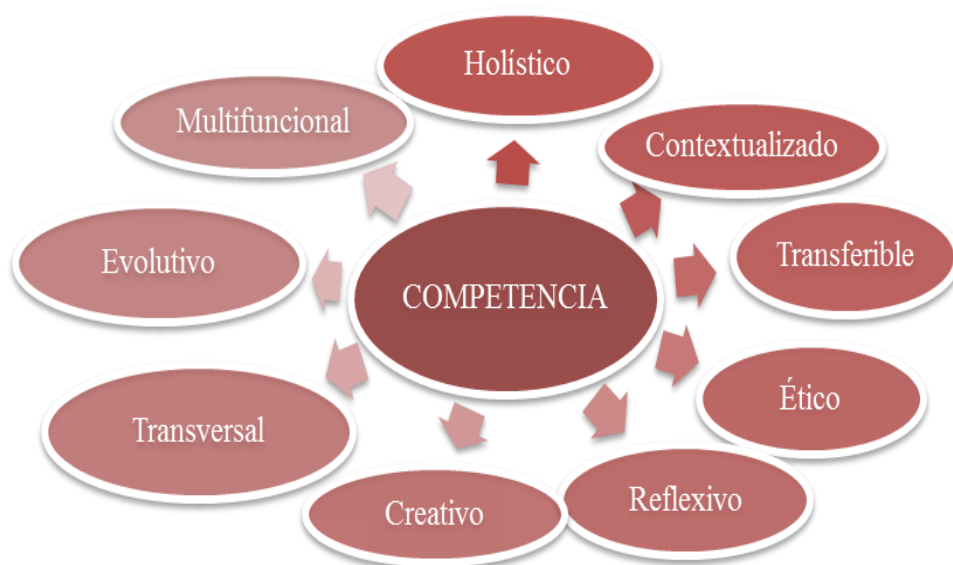 Holístico
Multifuncional
Contextualizado
Transferible
Evolutivo
COMPETENCIA
Ético
Transversal
Reflexivo
Creativo